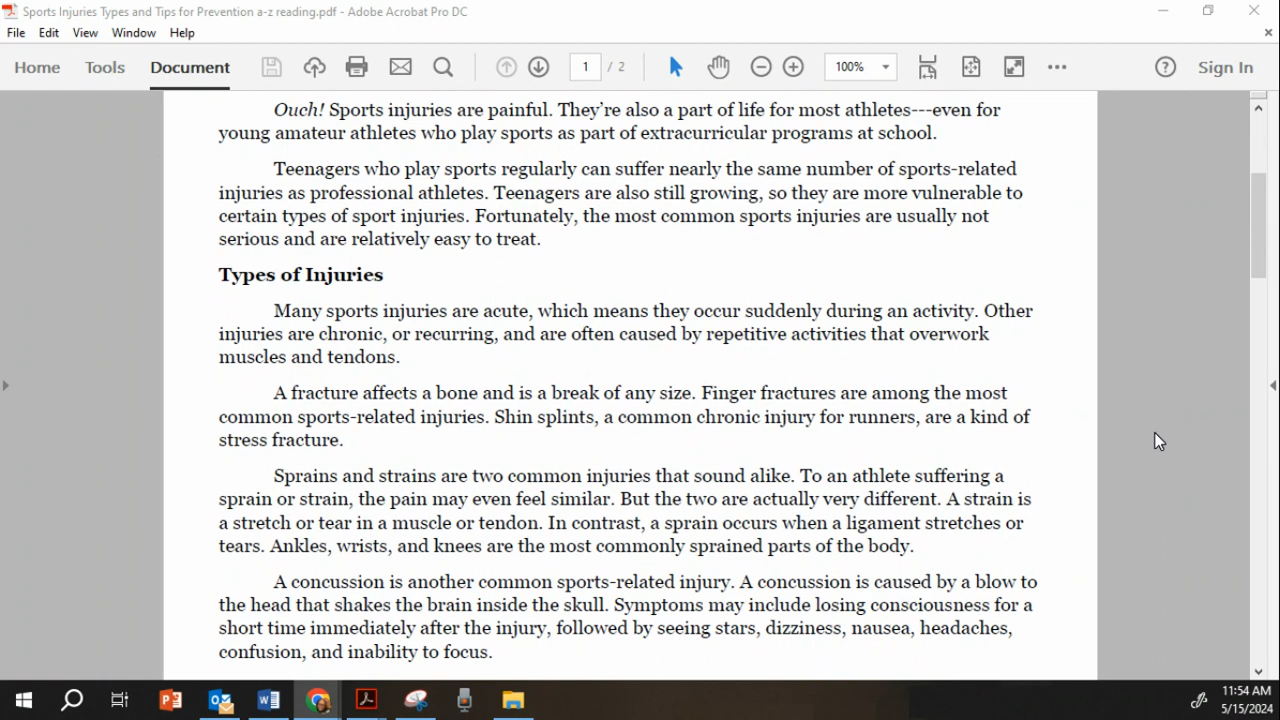 Sports Injuries Types and Tips for Prevention a-z reading.pdf - Adobe Acrobat Pro DC
File Edit View Window Help
Home Tools Document 1 / 2 100% Sign In
Ouch! Sports injuries are painful. They're also a part of life for most athletes---even for
young amateur athletes who play sports as part of extracurricular programs at school.
Teenagers who play sports regularly can suffer nearly the same number of sports-related
injuries as professional athletes. Teenagers are also still growing, so they are more vulnerable to
certain types of sport injuries. Fortunately, the most common sports injuries are usually not
serious and are relatively easy to treat.
Types of Injuries
Many sports injuries are acute, which means they occur suddenly during an activity. Other
injuries are chronic, or recurring, and are often caused by repetitive activities that overwork
muscles and tendons.
A fracture affects a bone and is a break of any size. Finger fractures are among the most
common sports-related injuries. Shin splints, a common chronic injury for runners, are a kind of
stress fracture.
Sprains and strains are two common injuries that sound alike. To an athlete suffering a
sprain or strain, the pain may even feel similar. But the two are actually very different. A strain is
a stretch or tear in a muscle or tendon. In contrast, a sprain occurs when a ligament stretches or
tears. Ankles, wrists, and knees are the most commonly sprained parts of the body.
A concussion is another common sports-related injury. A concussion is caused by a blow to
the head that shakes the brain inside the skull. Symptoms may include losing consciousness for a
short time immediately after the injury, followed by seeing stars, dizziness, nausea, headaches,
confusion, and inability to focus.
11:54 AM
5/15/2024